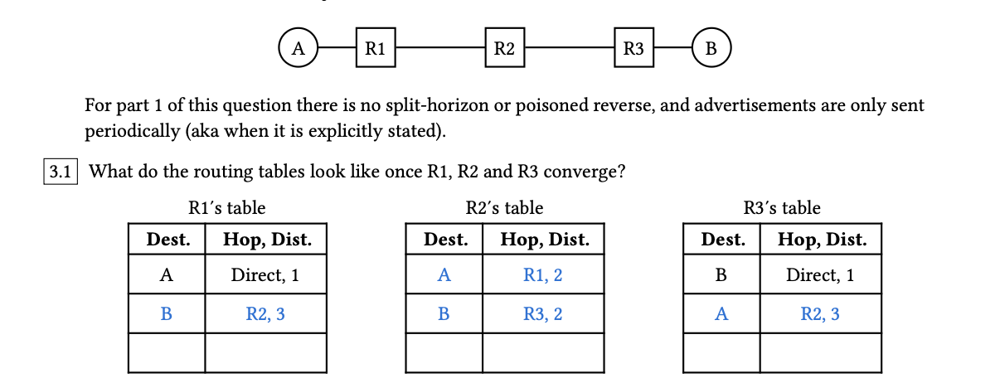 A R1 R2 R3 B
For part 1 of this question there is no split-horizon or poisoned reverse, and advertisements are only sent
periodically (aka when it is explicitly stated).
3.1 What do the routing tables look like once R1, R2 and R3 converge?
R1′s table R2′s table R3′s table
Dest. Hop, Dist. Dest. Hop, Dist. Dest. Hop, Dist.
A Direct, 1 A R1, 2 B Direct, 1
B R2, 3 B R3, 2 A R2, 3